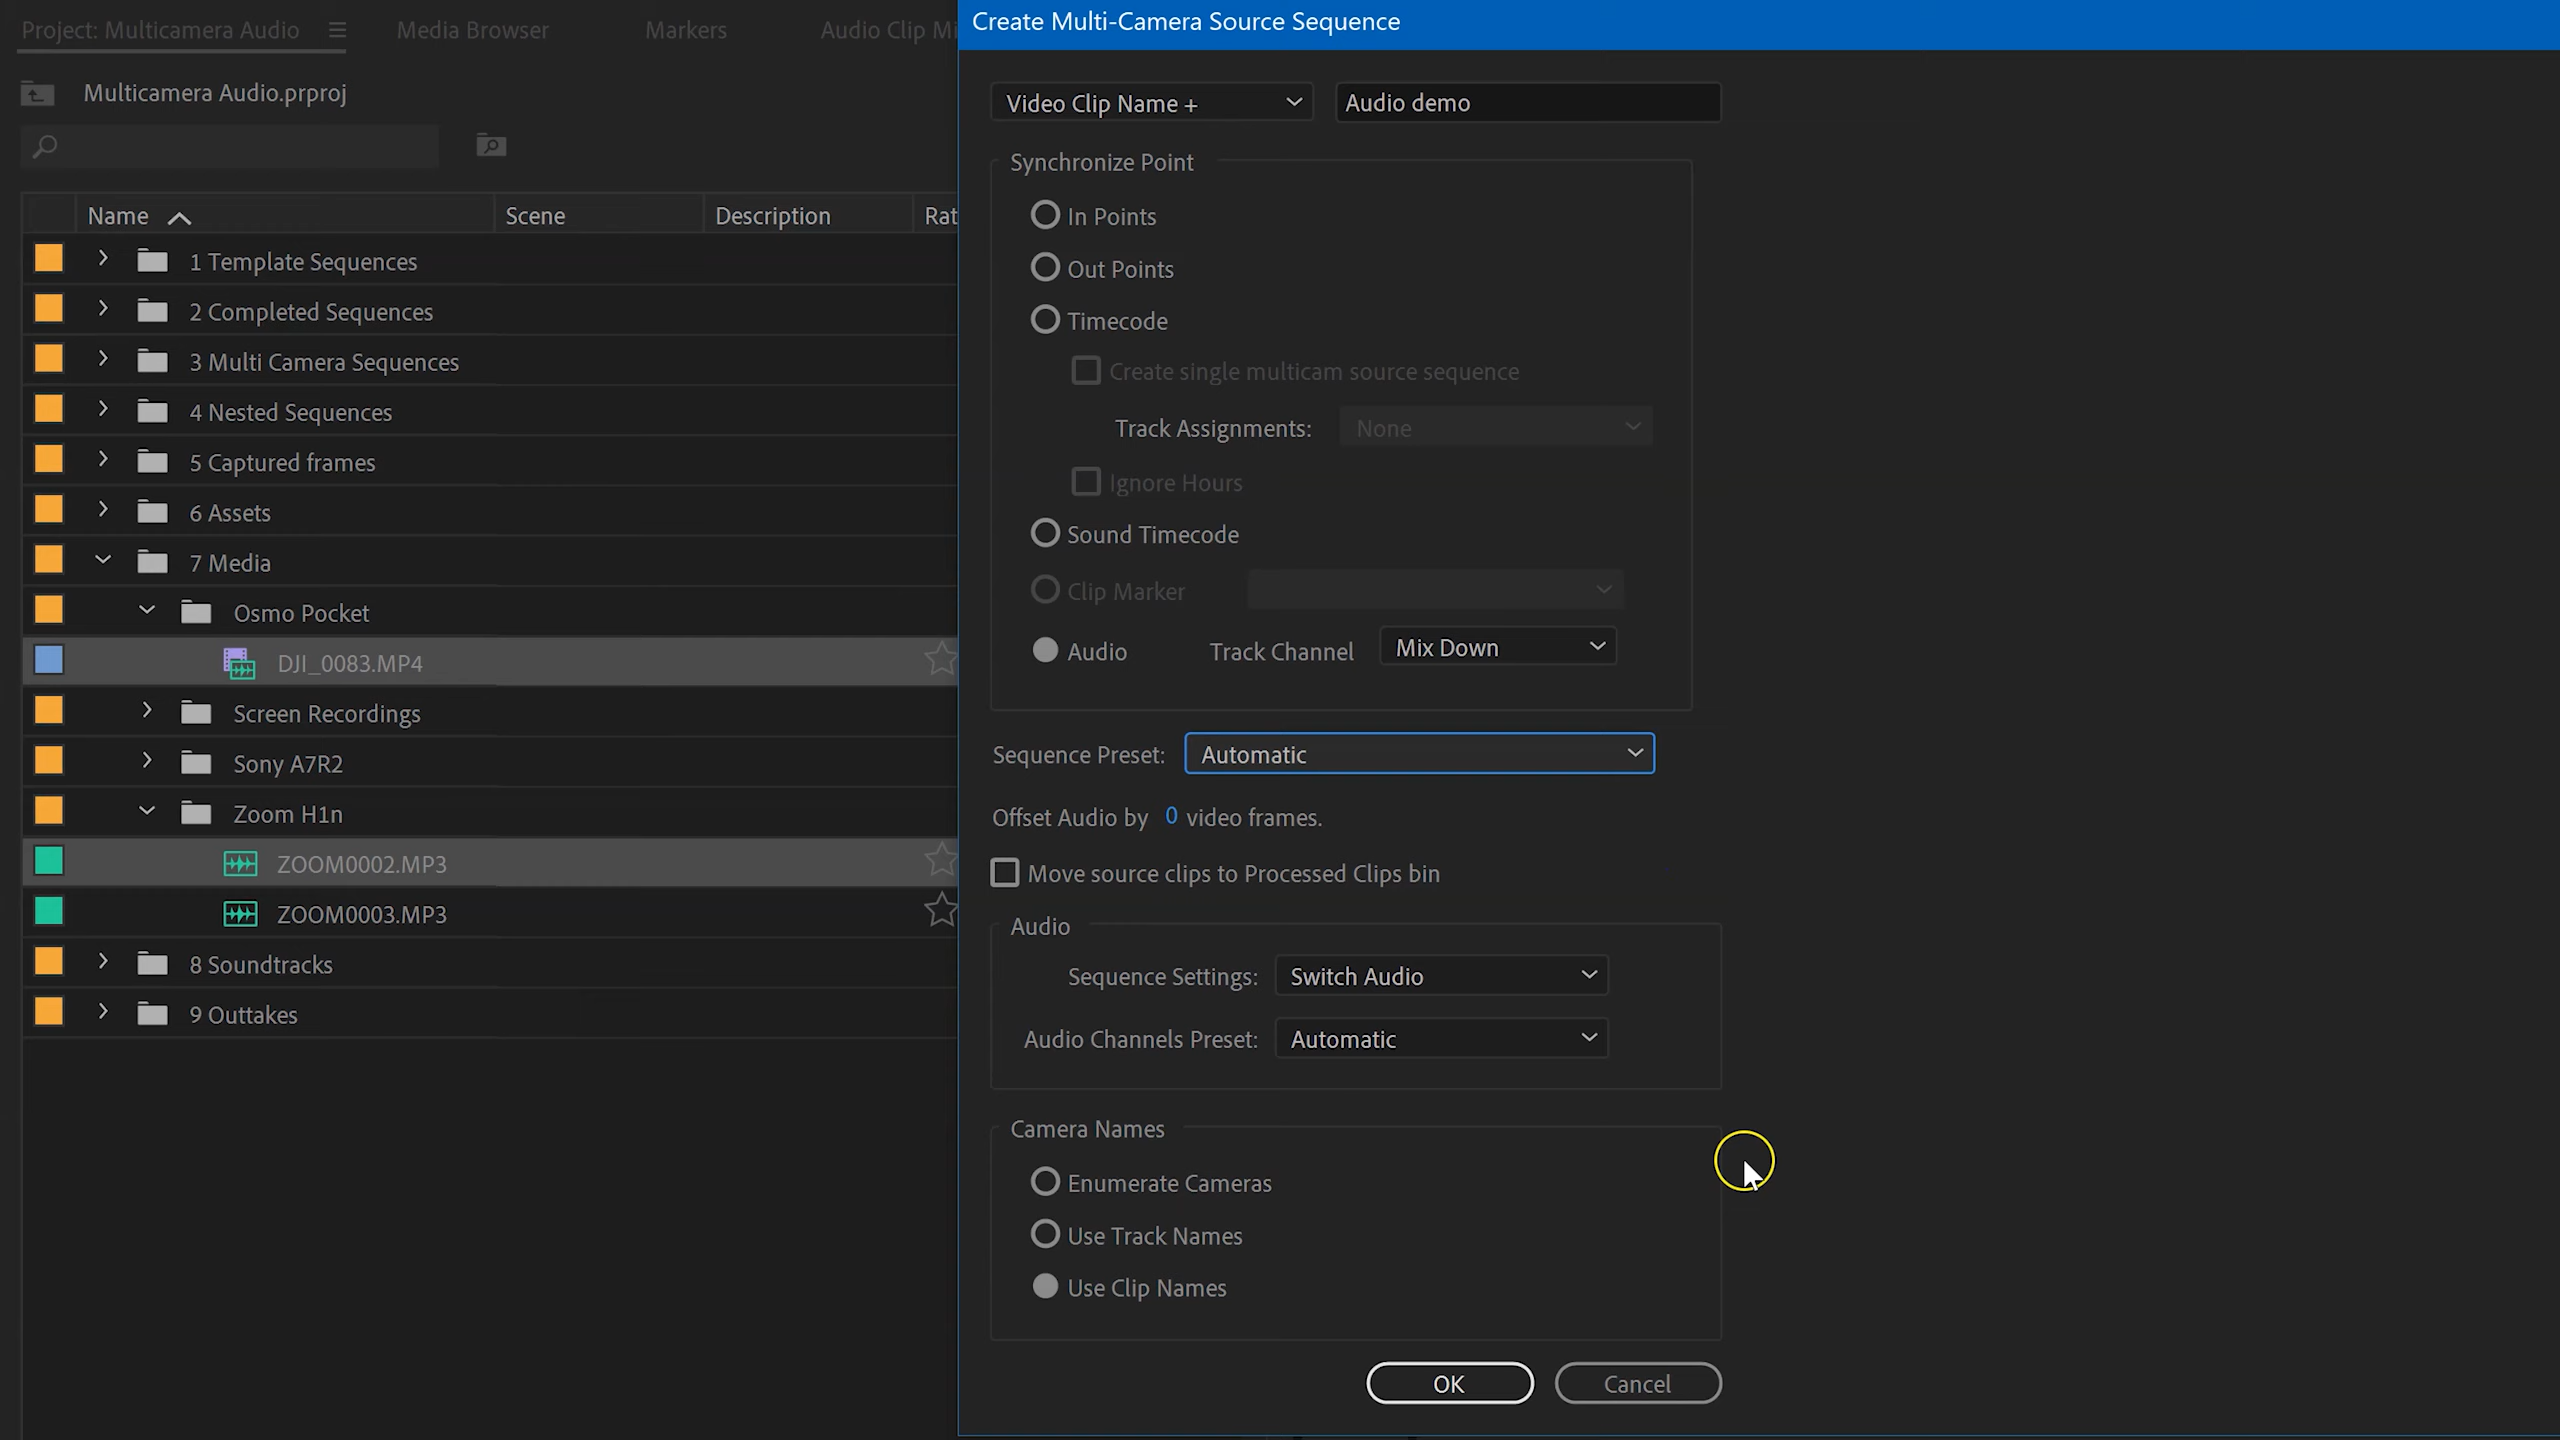 Project: Multicamera Audio
Media Browser
Markers
Audio Clip Mi
Multicamera Audio.prproj
Name
Scene
Description
Rat
1 Template Sequences
2 Completed Sequences
3 Multi Camera Sequences
4 Nested Sequences
5 Captured frames
6 Assets
7 Media
Osmo Pocket
DJI_0083.MP4
Screen Recordings
Sony A7R2
Zoom H1n
ZOOM0002.MP3
ZOOM0003.MP3
8 Soundtracks
9 Outtakes
Create Multi-Camera Source Sequence
Video Clip Name +
Audio demo
Synchronize Point
In Points
Out Points
Timecode
Create single multicam source sequence
Track Assignments: None
Ignore Hours
Sound Timecode
Clip Marker
Audio Track Channel Mix Down
Sequence Preset: Automatic
Offset Audio by 0 video frames.
Move source clips to Processed Clips bin
Audio
Sequence Settings: Switch Audio
Audio Channels Preset: Automatic
Camera Names
Enumerate Cameras
Use Track Names
Use Clip Names
OK
Cancel